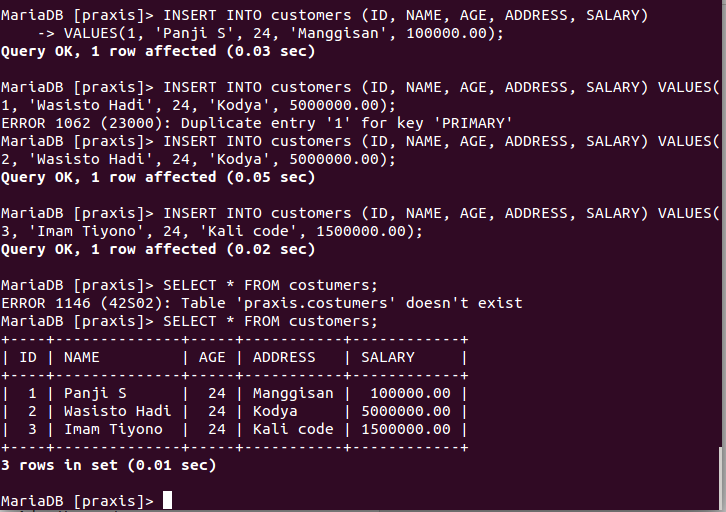 MariaDB [praxis]> INSERT INTO customers (ID, NAME, AGE, ADDRESS, SALARY)
    -> VALUES(1, 'Panji S', 24, 'Manggisan', 100000.00);
Query OK, 1 row affected (0.03 sec)

MariaDB [praxis]> INSERT INTO customers (ID, NAME, AGE, ADDRESS, SALARY) VALUES(
1, 'Wasisto Hadi', 24, 'Kodya', 5000000.00);
ERROR 1062 (23000): Duplicate entry '1' for key 'PRIMARY'
MariaDB [praxis]> INSERT INTO customers (ID, NAME, AGE, ADDRESS, SALARY) VALUES(
2, 'Wasisto Hadi', 24, 'Kodya', 5000000.00);
Query OK, 1 row affected (0.05 sec)

MariaDB [praxis]> INSERT INTO customers (ID, NAME, AGE, ADDRESS, SALARY) VALUES(
3, 'Imam Tiyono', 24, 'Kali code', 1500000.00);
Query OK, 1 row affected (0.02 sec)

MariaDB [praxis]> SELECT * FROM costumers;
ERROR 1146 (42S02): Table 'praxis.costumers' doesn't exist
MariaDB [praxis]> SELECT * FROM customers;
+----+--------------+-----+-----------+------------+
| ID | NAME         | AGE | ADDRESS   | SALARY     |
+----+--------------+-----+-----------+------------+
|  1 | Panji S      |  24 | Manggisan |  100000.00 |
|  2 | Wasisto Hadi |  24 | Kodya     | 5000000.00 |
|  3 | Imam Tiyono  |  24 | Kali code | 1500000.00 |
+----+--------------+-----+-----------+------------+
3 rows in set (0.01 sec)

MariaDB [praxis]>